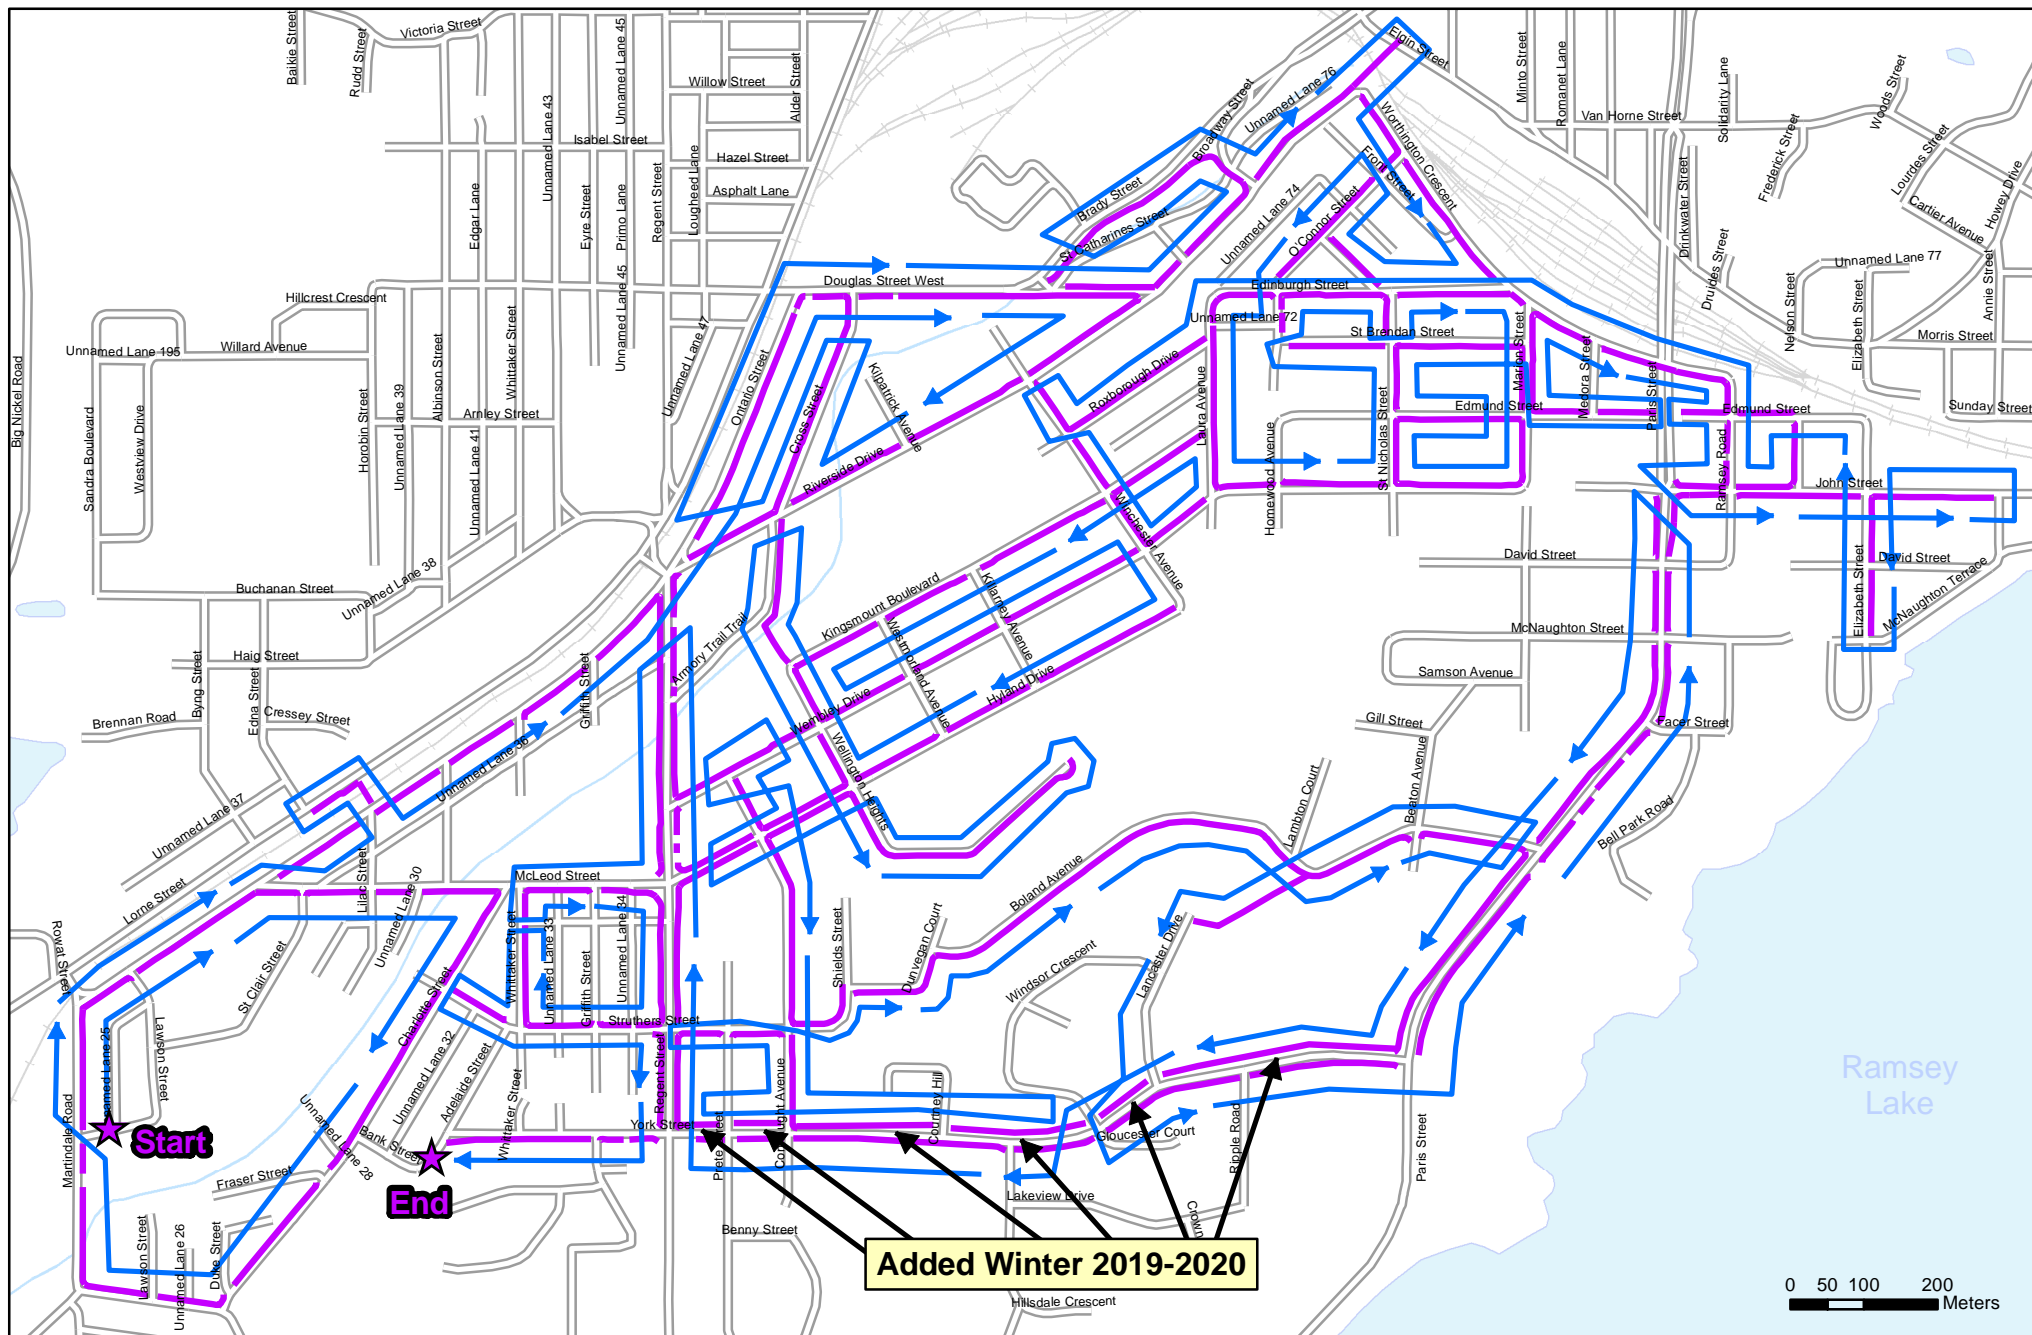 Baikie Street
Rudd Street
Victoria Street
Unnamed Lane 45
Willow Street
Alder Street
Unnamed Lane 43
Isabel Street
Hazel Street
Asphalt Lane
Edgar Lane
Eyre Street
Primo Lane
Regent Street
Lougheed Lane
Elgin Street
Broadway Street
Unnamed Lane 76
Worthington Crescent
Minto Street
Romanet Lane
Van Horne Street
Solidarity Lane
Frederick Street
Woods Street
Lourdes Street
Cartier Avenue
Howey Drive
Drinkwater Street
Druides Street
Unnamed Lane 77
Annie Street
Nelson Street
Elizabeth Street
Morris Street
Sunday Street
Front Street
Brady Street
St Catharines Street
Unnamed Lane 74
O'Connor Street
Edinburgh Street
Douglas Street West
Unnamed Lane 72
St Brendan Street
Marion Street
Medora Street
Paris Street
Edmund Street
Edmund Street
Ramsey Road
John Street
Hillcrest Crescent
Willard Avenue
Unnamed Lane 195
Big Nickel Road
Sandra Boulevard
Westview Drive
Horobin Street
Unnamed Lane 39
Albinson Street
Whittaker Street
Unnamed Lane 45
Unnamed Lane 47
Arnley Street
Unnamed Lane 41
Ontario Street
Cross Street
Kilpatrick Avenue
Riverside Drive
Roxborough Drive
Laura Avenue
Homewood Avenue
St Nicholas Street
Winchester Avenue
David Street
David Street
McNaughton Terrace
Elizabeth Street
McNaughton Street
Samson Avenue
Gill Street
Facer Street
Beaton Avenue
Bell Park Road
Lambton Court
Buchanan Street
Unnamed Lane 38
Haig Street
Byng Street
Edna Street
Cressey Street
Brennan Road
Griffith Street
Armory Trail Trail
Kingsmount Boulevard
Killarney Avenue
Westmorland Avenue
Hyland Drive
Wembley Drive
Wellington Heights
Unnamed Lane 36
Unnamed Lane 37
Lorne Street
Lilac Street
Unnamed Lane 30
McLeod Street
Rowat Street
St Clair Street
Whittaker Street
Unnamed Lane 33
Griffith Street
Unnamed Lane 34
Struthers Street
Shields Street
Dunvegan Court
Boland Avenue
Windsor Crescent
Lancaster Drive
Charlotte Street
Unnamed Lane 32
Adelaide Street
Whittaker Street
Regent Street
Lawson Street
Martindale Road
Start
Unnamed Lane 28
Bank Street
End
Fraser Street
Lawson Street
Unnamed Lane 26
Duke Street
York Street
Courtney Hill
Gloucester Court
Ripple Road
Paris Street
Lakeview Drive
Crown
Benny Street
Hillsdale Crescent
Added Winter 2019-2020
Ramsey
Lake
0 50 100 200
Meters